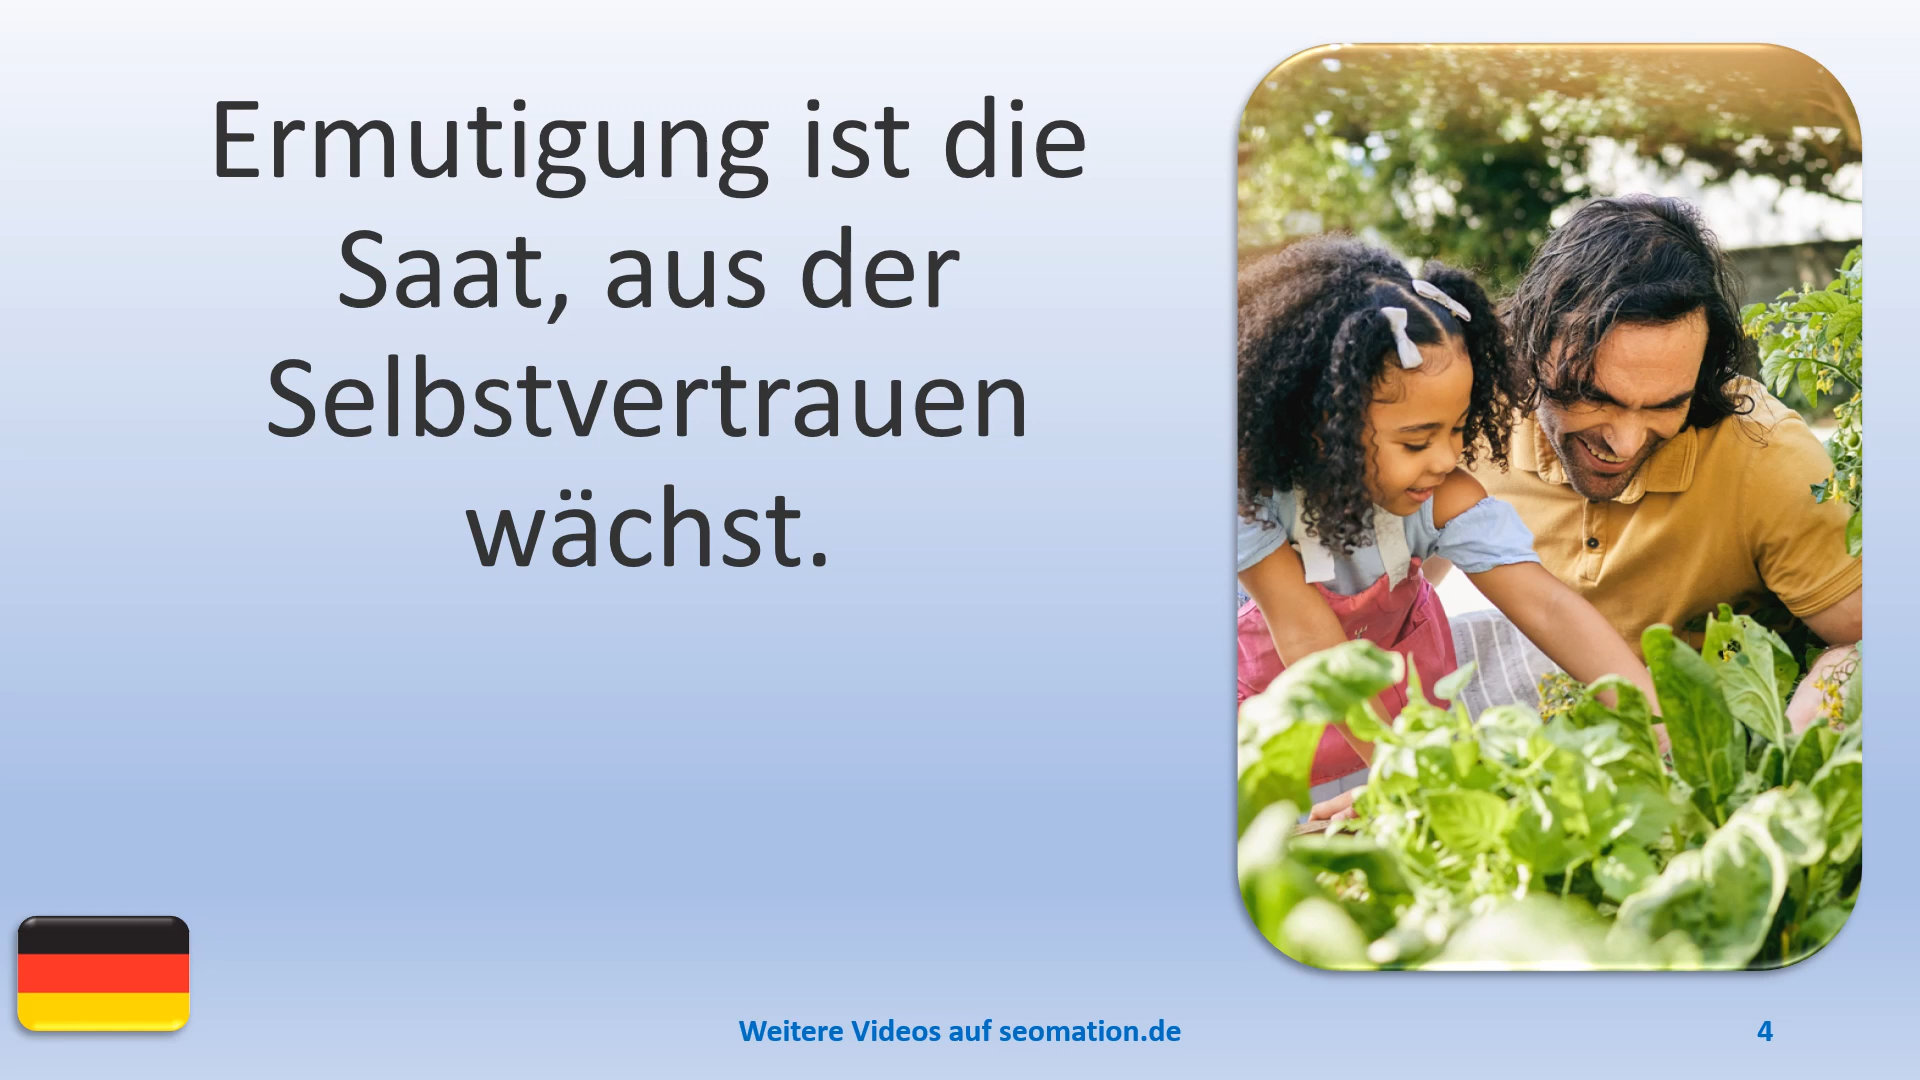 Ermutigung ist die
Saat, aus der
Selbstvertrauen
wächst.
Weitere Videos auf seomation.de
4